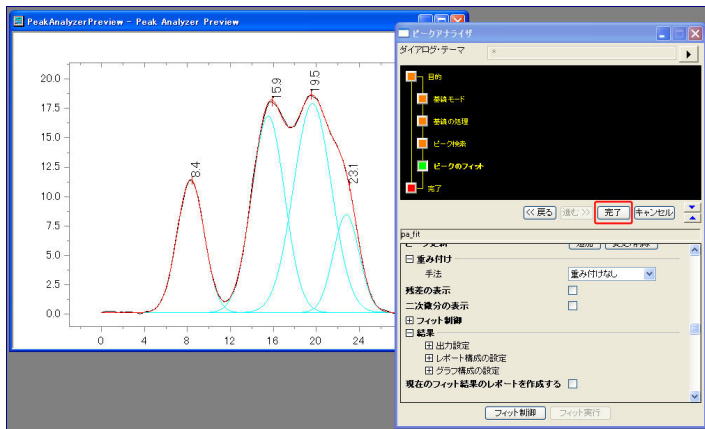 PeakAnalyzerPreview - Peak Analyzer Preview
20.0
17.5
15.0
12.5
10.0
7.5
5.0
2.5
0.0
0 4 8 12 16 20 24
8.4
15.9
19.5
23.1
ピークアナライザ
ダイアログ・テーマ *
目的
基線モード
基線の処理
ピーク検索
ピークのフィット
完了
<< 戻る 進む >> 完了 キャンセル
pa_fit
重み付け
手法 重み付けなし
残差の表示
二次微分の表示
フィット制御
結果
出力設定
レポート構成の設定
グラフ構成の設定
現在のフィット結果のレポートを作成する
フィット制御 フィット実行